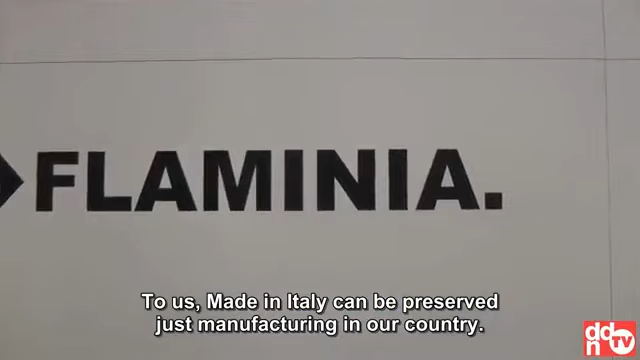 FLAMINIA.
To us, Made in Italy can be preserved
just manufacturing in our country.
ddn
TV